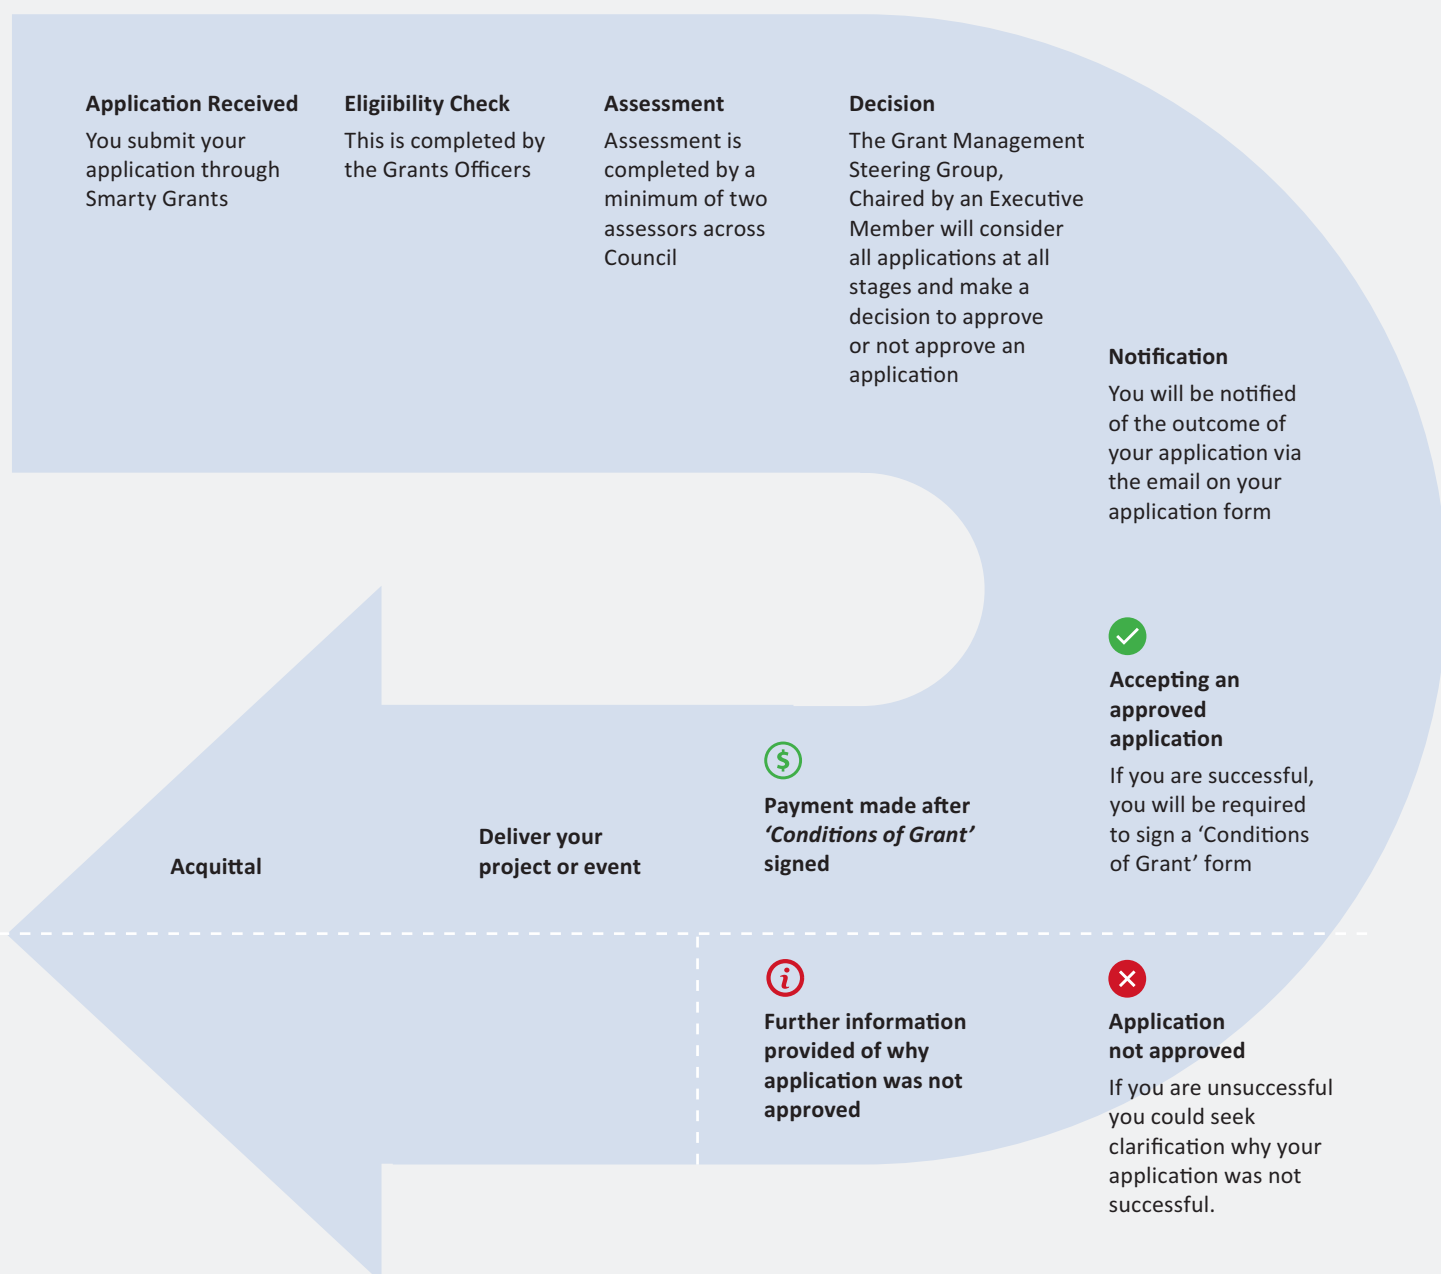 Application Received
You submit your
application through
Smarty Grants
Eligiibility Check
This is completed by
the Grants Officers
Assessment
Assessment is
completed by a
minimum of two
assessors across
Council
Decision
The Grant Management
Steering Group,
Chaired by an Executive
Member will consider
all applications at all
stages and make a
decision to approve
or not approve an
application
Notification
You will be notified
of the outcome of
your application via
the email on your
application form
Accepting an
approved
application
If you are successful,
you will be required
to sign a ‘Conditions
of Grant’ form
$
Payment made after
‘Conditions of Grant’
signed
Deliver your
project or event
Acquittal
Application
not approved
If you are unsuccessful
you could seek
clarification why your
application was not
successful.
i
Further information
provided of why
application was not
approved